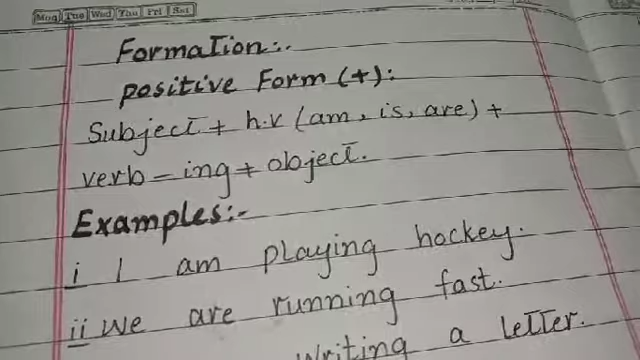 Mon Tue Wed Thu Fri Sat
Formation:.
positive Form (+):
Subject + h.v (am, is, are) +
verb - ing + object.
Examples:-
i I am playing hockey.
ii we are running fast.
writing a letter.